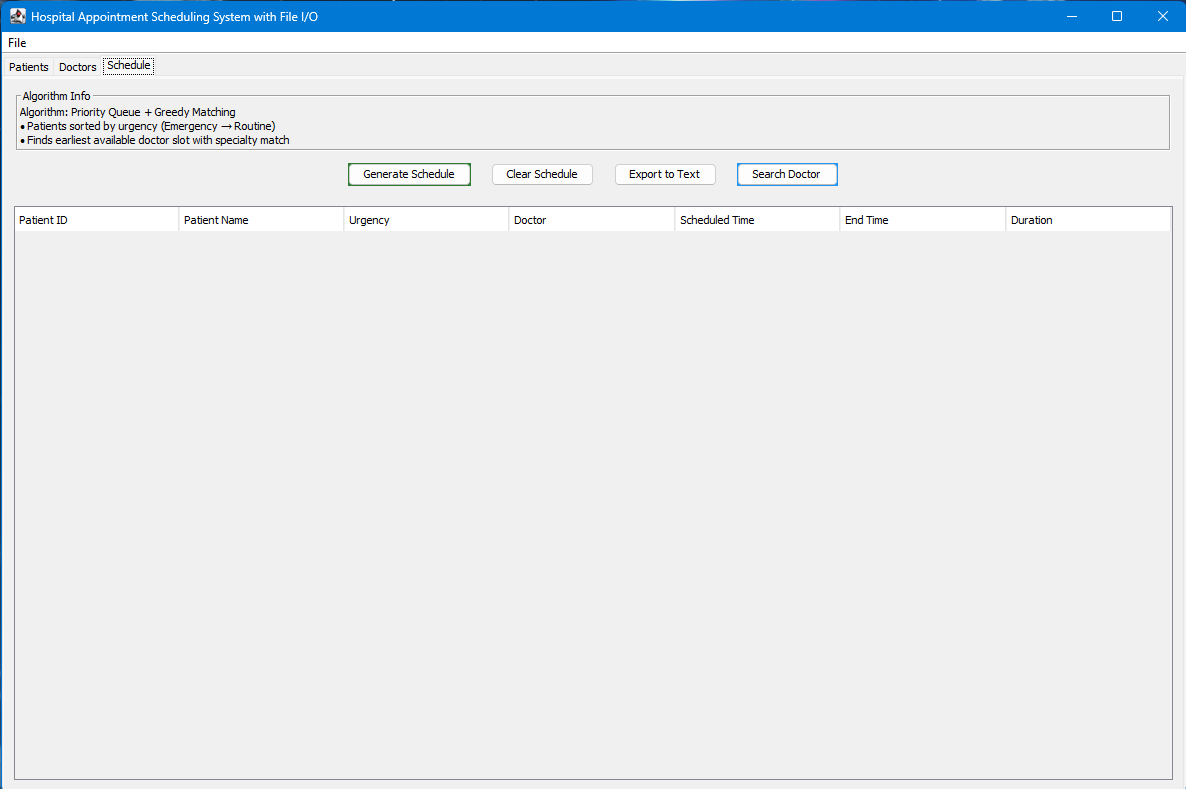 Hospital Appointment Scheduling System with File I/O
File
Patients Doctors Schedule
Algorithm Info
Algorithm: Priority Queue + Greedy Matching
• Patients sorted by urgency (Emergency → Routine)
• Finds earliest available doctor slot with specialty match
Generate Schedule Clear Schedule Export to Text Search Doctor
Patient ID Patient Name Urgency Doctor Scheduled Time End Time Duration